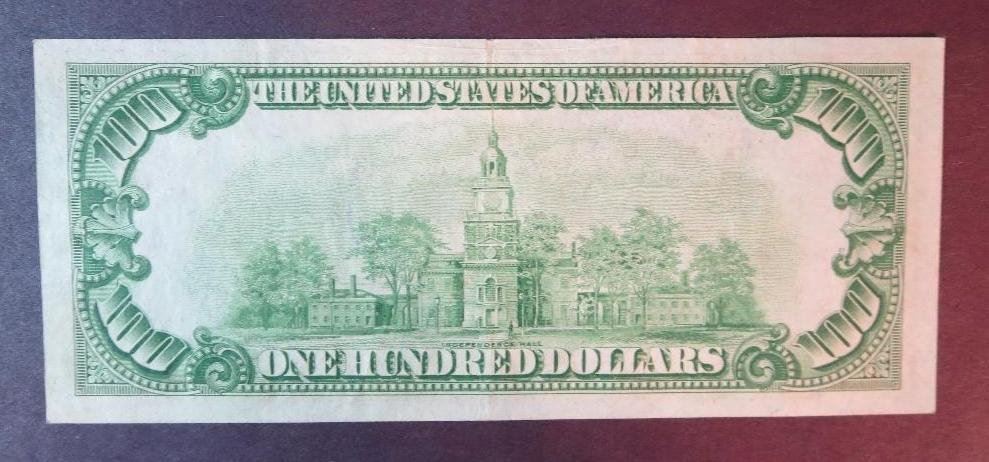 100 THE UNITED STATES OF AMERICA 100
INDEPENDENCE HALL
100 ONE HUNDRED DOLLARS 100